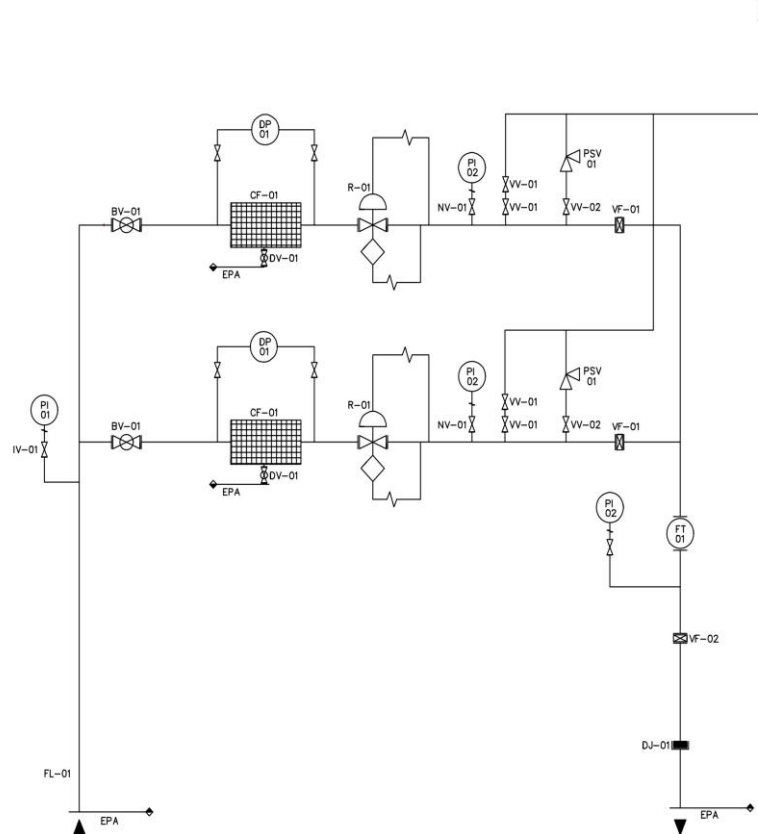 DP
01
PI
02
PSV
01
R-01
VV-01
CF-01
BV-01
NV-01
VV-01
VV-02
VF-01
DV-01
EPA
DP
01
PI
02
PSV
01
R-01
VV-01
CF-01
PI
01
BV-01
NV-01
VV-01
VV-02
VF-01
IV-01
DV-01
EPA
PI
02
FT
01
VF-02
DJ-01
FL-01
EPA
EPA